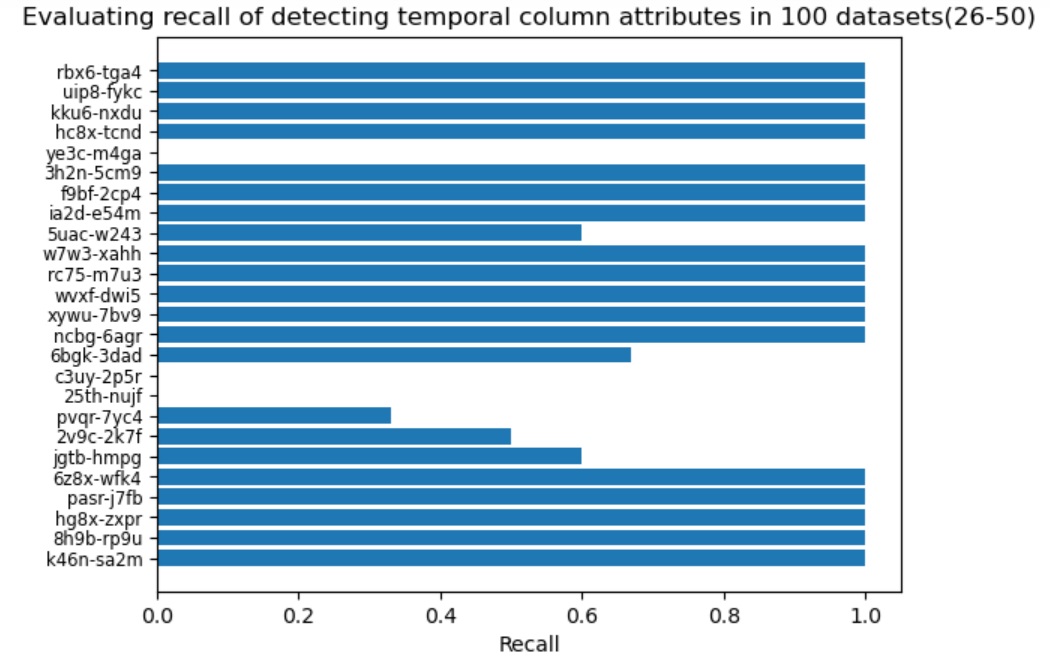 Evaluating recall of detecting temporal column attributes in 100 datasets(26-50)
rbx6-tga4
uip8-fykc
kku6-nxdu
hc8x-tcnd
ye3c-m4ga
3h2n-5cm9
f9bf-2cp4
ia2d-e54m
5uac-w243
w7w3-xahh
rc75-m7u3
wvxf-dwi5
xywu-7bv9
ncbg-6agr
6bgk-3dad
c3uy-2p5r
25th-nujf
pvqr-7yc4
2v9c-2k7f
jgtb-hmpg
6z8x-wfk4
pasr-j7fb
hg8x-zxpr
8h9b-rp9u
k46n-sa2m
0.0 0.2 0.4 0.6 0.8 1.0
Recall